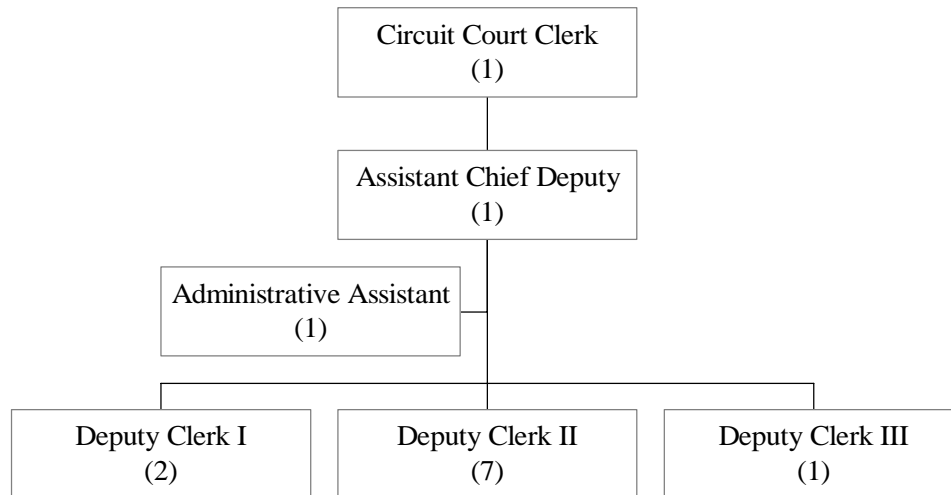 Circuit Court Clerk
(1)
Assistant Chief Deputy
(1)
Administrative Assistant
(1)
Deputy Clerk I
(2)
Deputy Clerk II
(7)
Deputy Clerk III
(1)